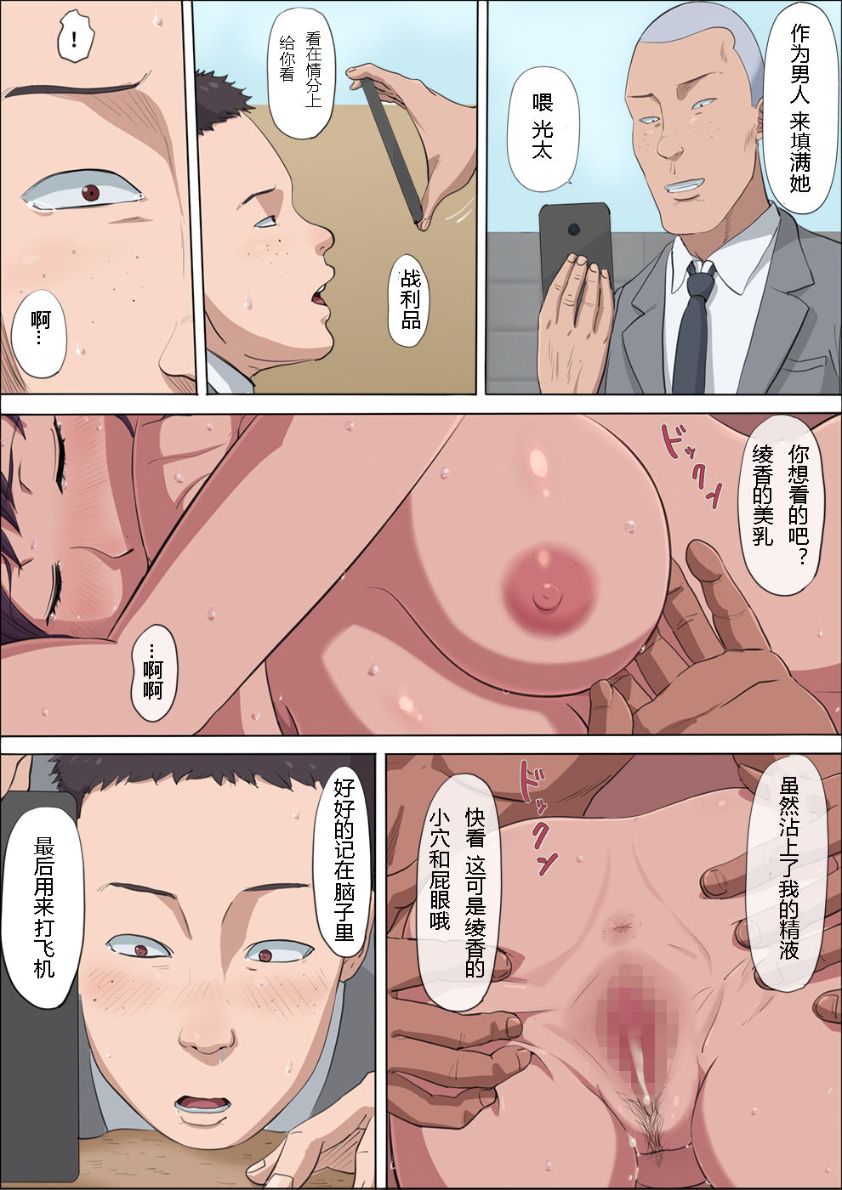 作为男人 来填满她
喂 光太
看在情分上
给你看
战利品
！
啊
…
你想看的吧？
绫香的美乳
ドックン
…啊啊
虽然沾上了我的精液
快看 这可是绫香的
小穴和屁眼哦
ドックン
好好的记在脑子里
最后用来打飞机